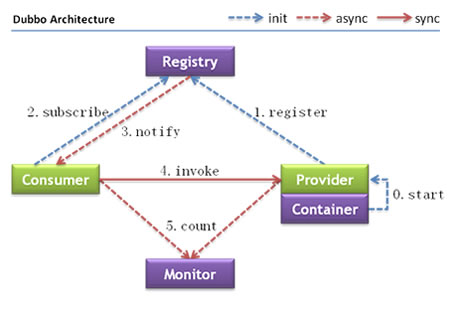 Dubbo Architecture
init
async
sync
Registry
2. subscribe
1. register
3. notify
Consumer
4. invoke
Provider
Container
0. start
5. count
Monitor